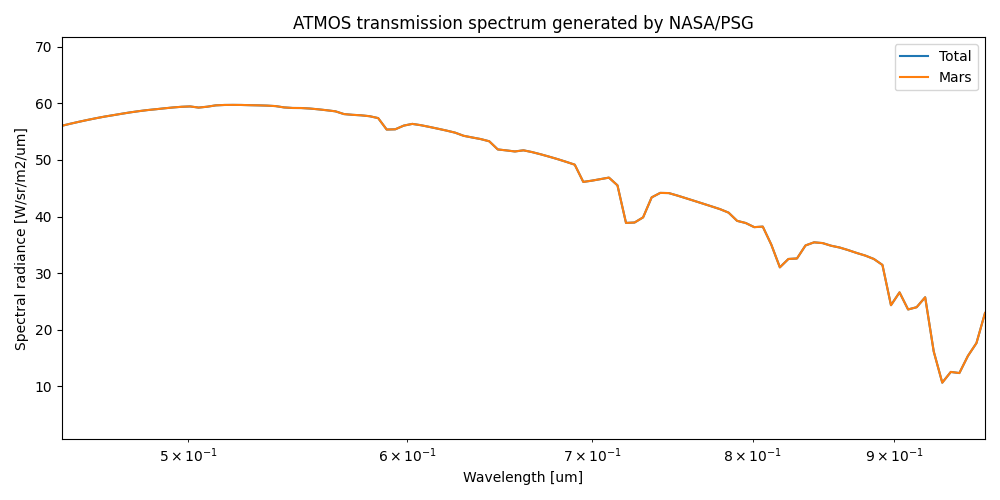 ATMOS transmission spectrum generated by NASA/PSG
Total
Mars
Spectral radiance [W/sr/m2/um]
70
60
50
40
30
20
10
5 × 10⁻¹
6 × 10⁻¹
7 × 10⁻¹
8 × 10⁻¹
9 × 10⁻¹
Wavelength [um]